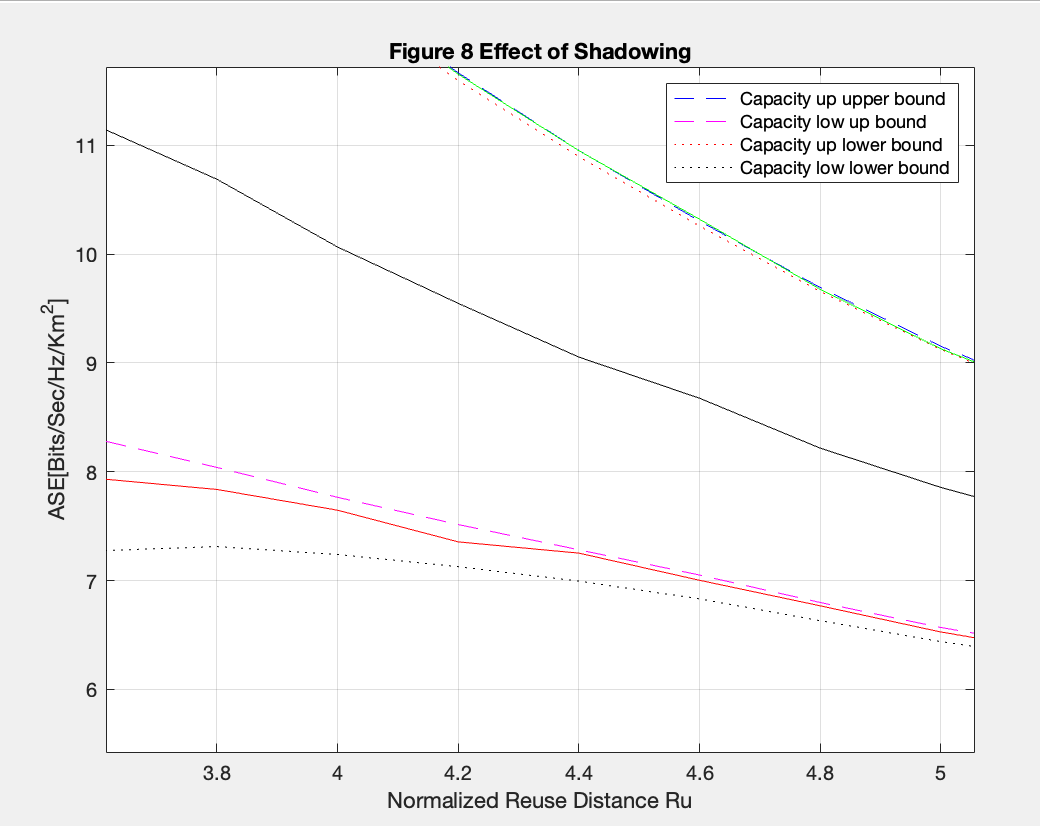 Figure 8 Effect of Shadowing
Capacity up upper bound
Capacity low up bound
Capacity up lower bound
Capacity low lower bound
ASE[Bits/Sec/Hz/Km²]
11
10
9
8
7
6
3.8 4 4.2 4.4 4.6 4.8 5
Normalized Reuse Distance Ru